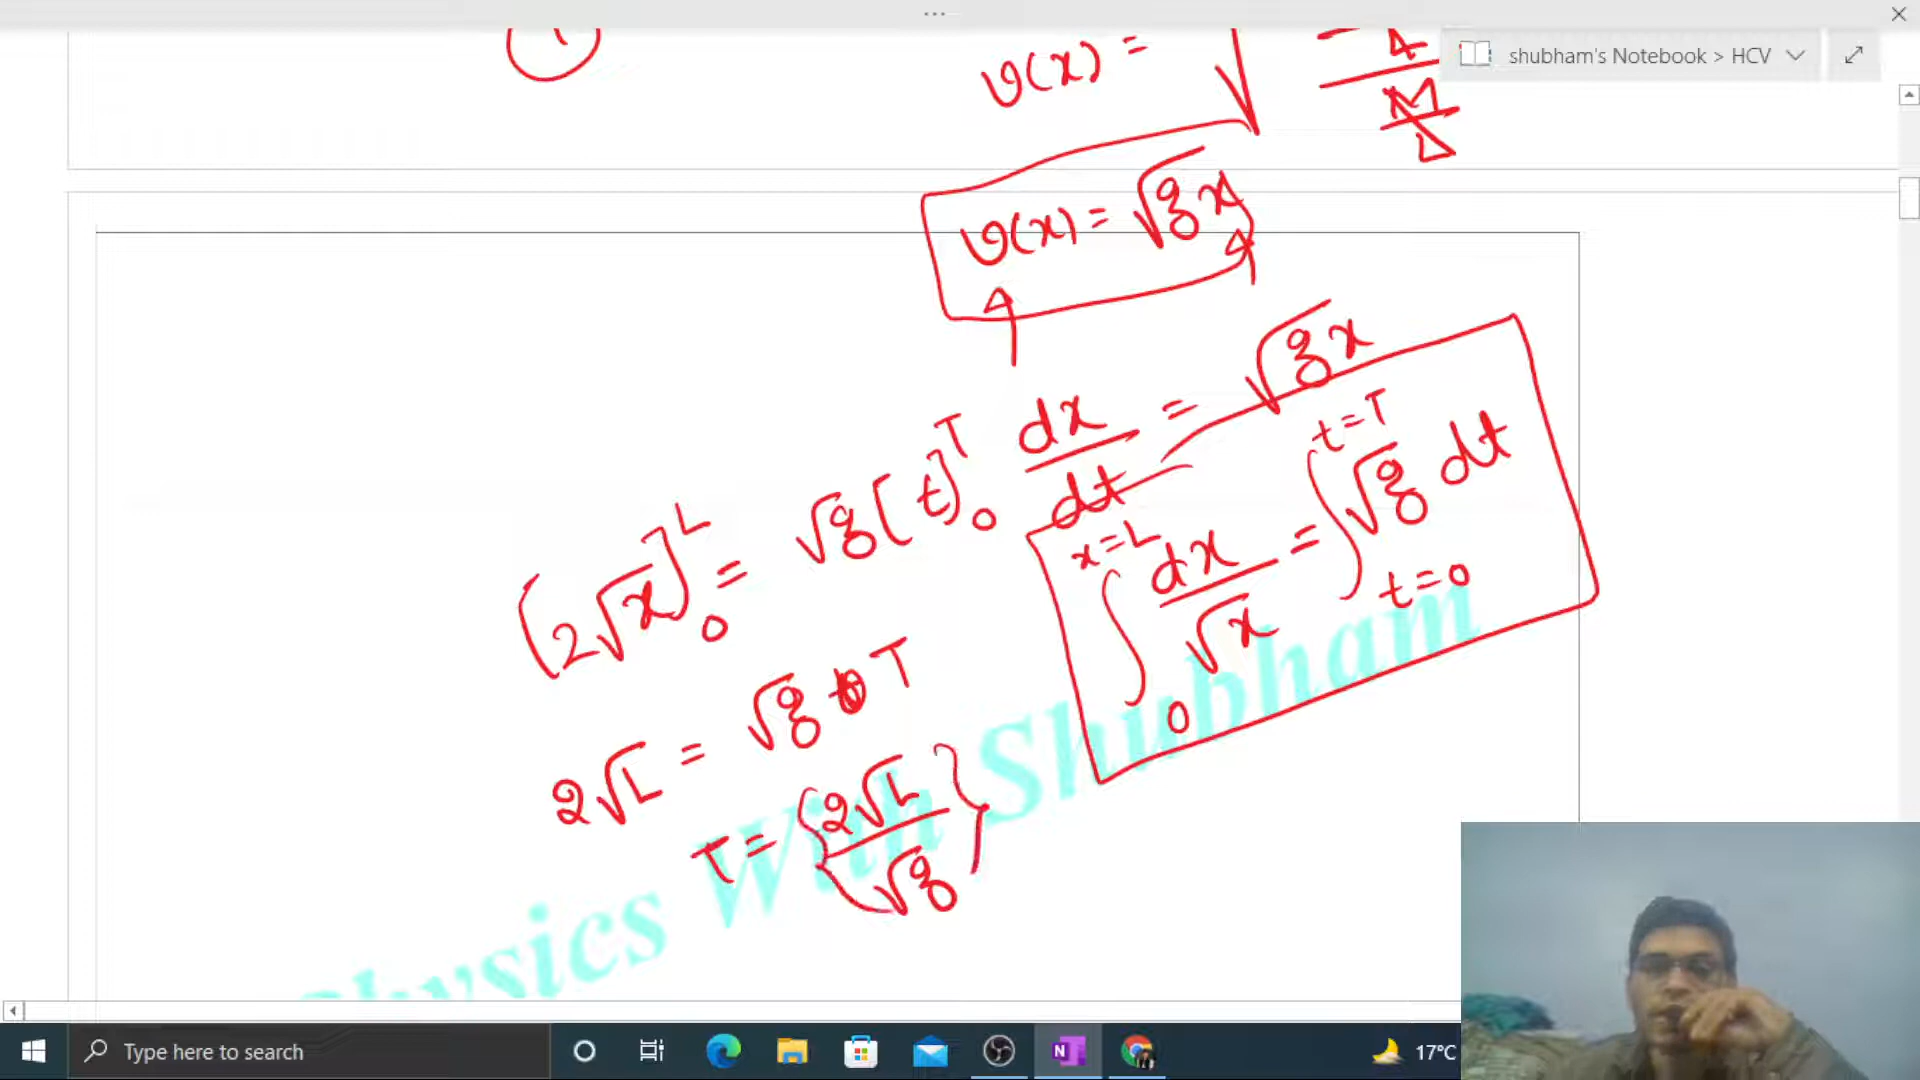 ...
shubham's Notebook > HCV
1
v(x) = √
M
v(x) = √gx
dx/dt = √gx
∫ dx/√x = ∫ √g dt
x=L
0
t=T
t=0
[2√x]₀ᴸ = √g [t]₀ᵀ
2√L = √g T
T = {2√L/√g}
Physics With Shubham
Type here to search
17°C